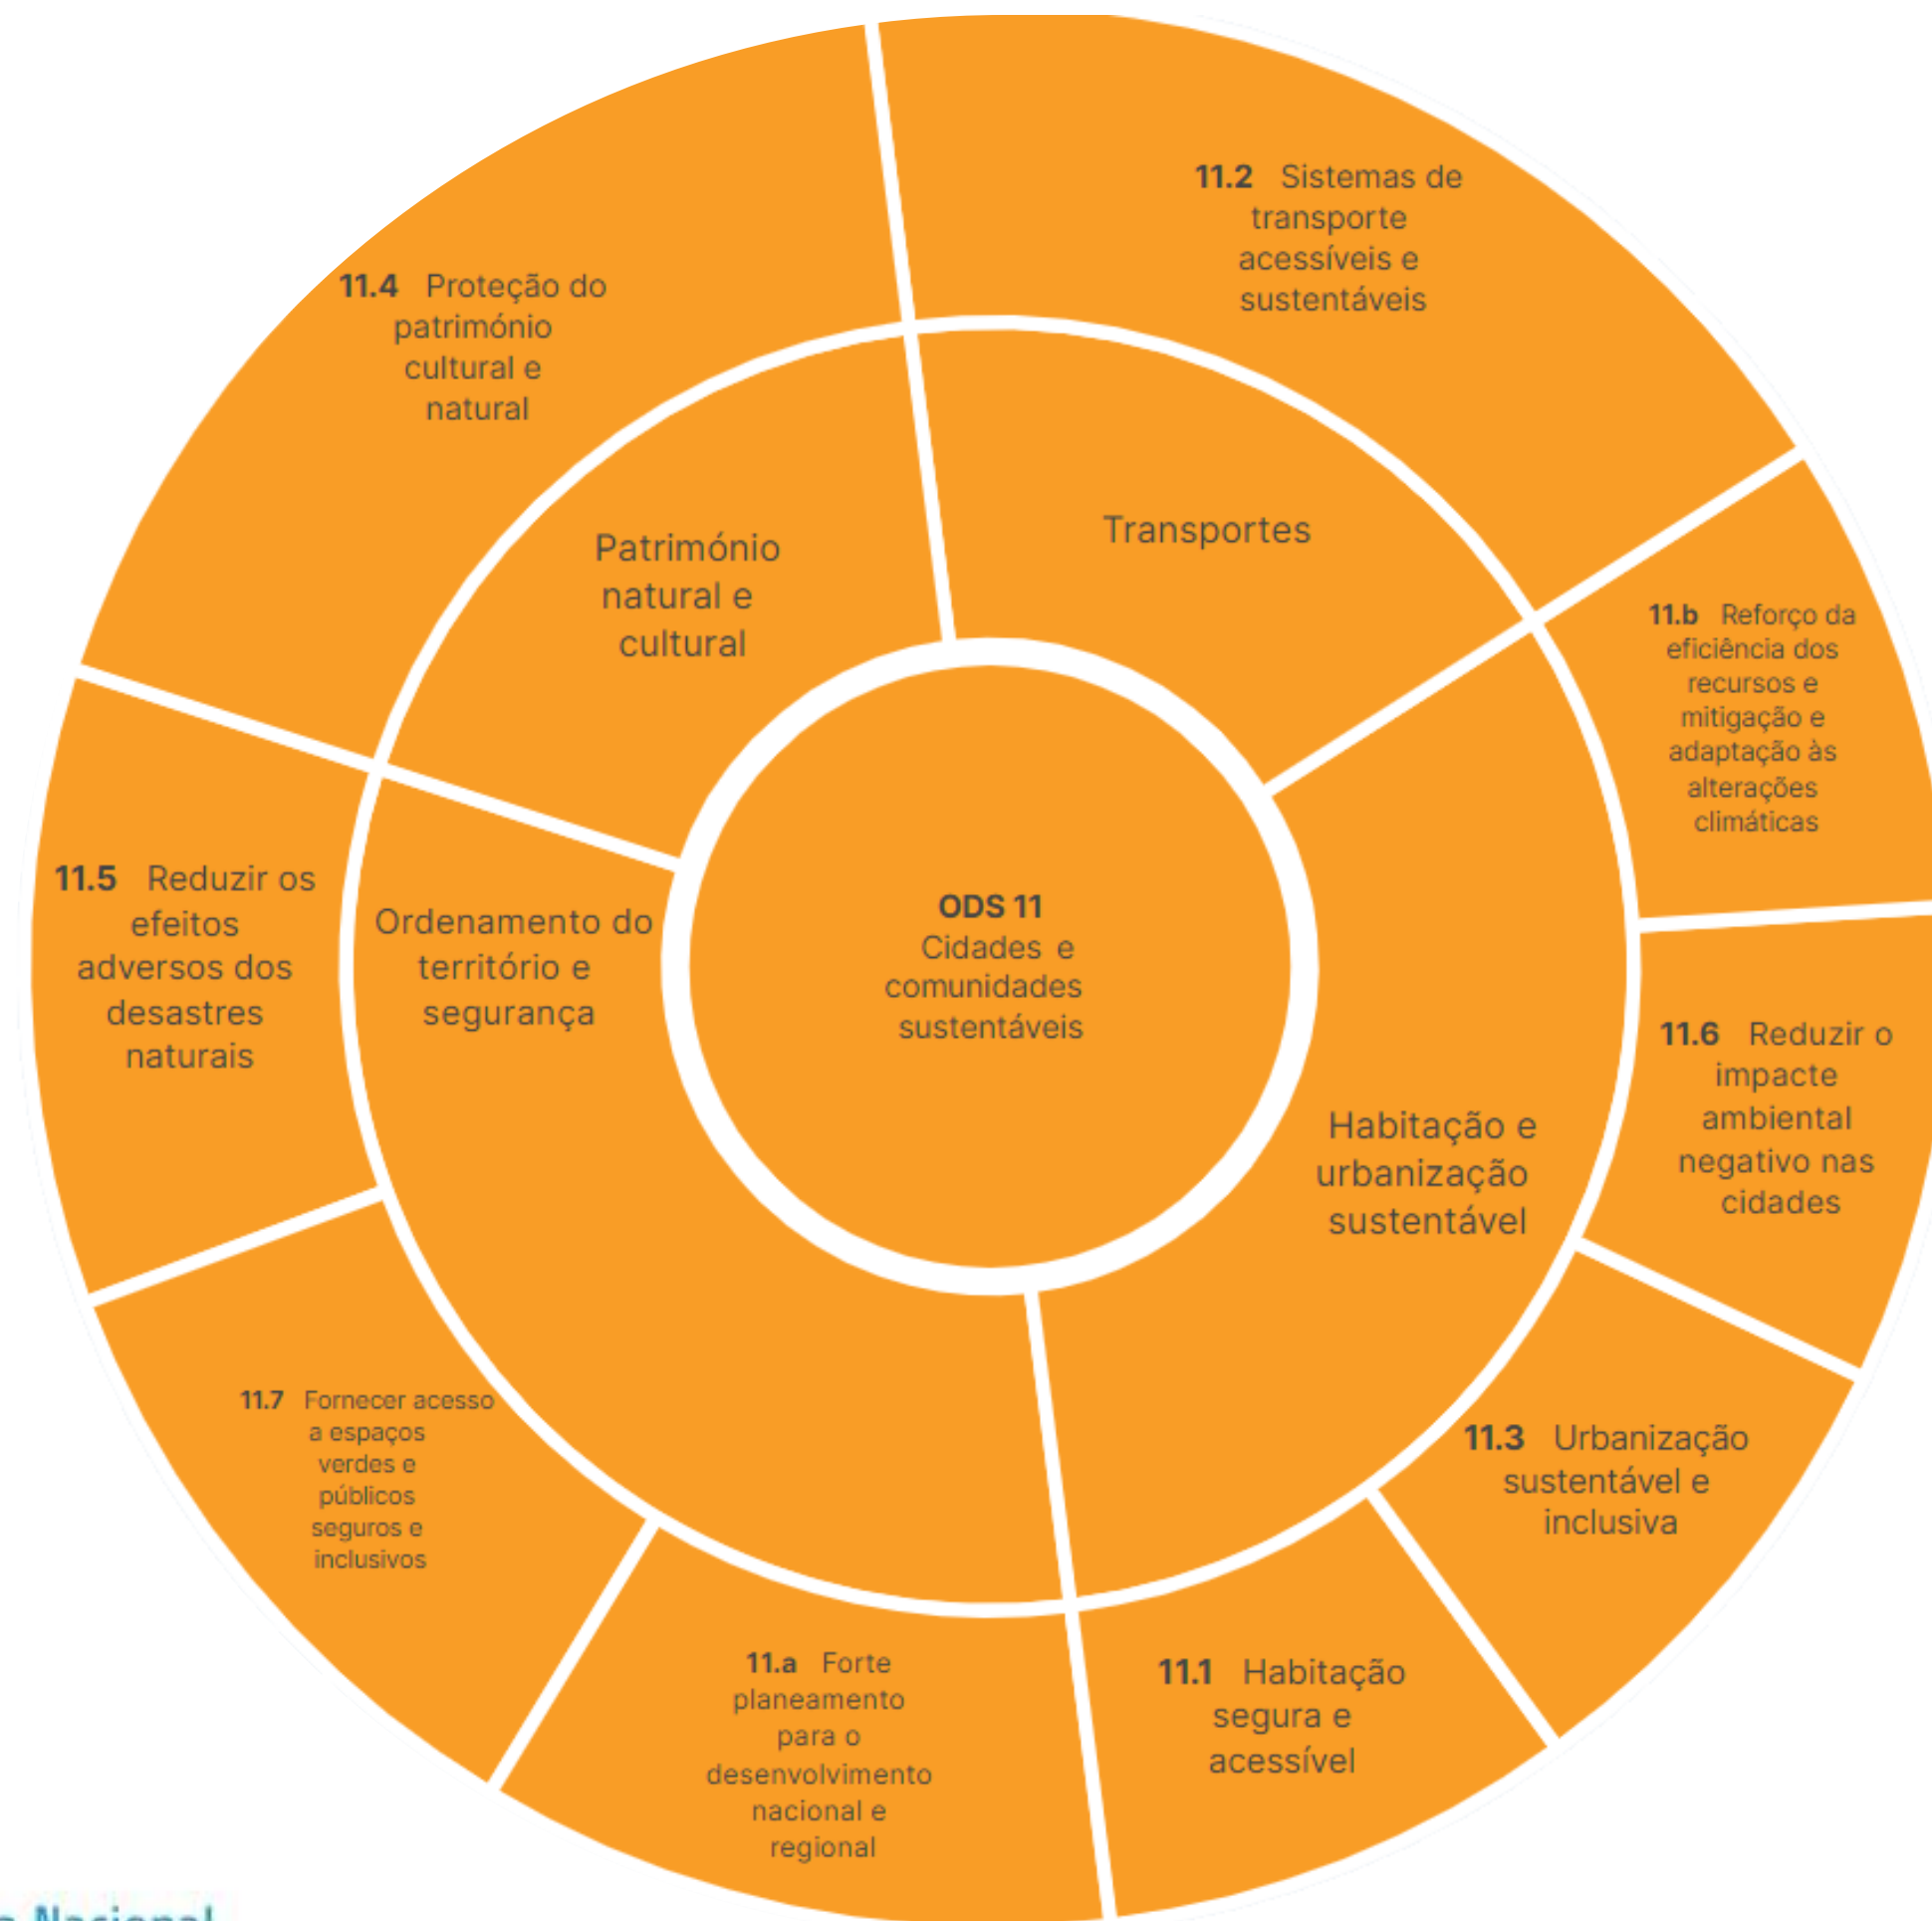 11.2 Sistemas de
transporte
acessíveis e
sustentáveis
11.4 Proteção do
património
cultural e
natural
Transportes
Património
natural e
cultural
11.b Reforço da
eficiência dos
recursos e
mitigação e
adaptação às
alterações
climáticas
11.5 Reduzir os
efeitos
adversos dos
desastres
naturais
Ordenamento do
território e
segurança
ODS 11
Cidades e
comunidades
sustentáveis
11.6 Reduzir o
impacte
ambiental
negativo nas
cidades
Habitação e
urbanização
sustentável
11.7 Fornecer acesso
a espaços
verdes e
públicos
seguros e
inclusivos
11.3 Urbanização
sustentável e
inclusiva
11.a Forte
planeamento
para o
desenvolvimento
nacional e
regional
11.1 Habitação
segura e
acessível
Nacional